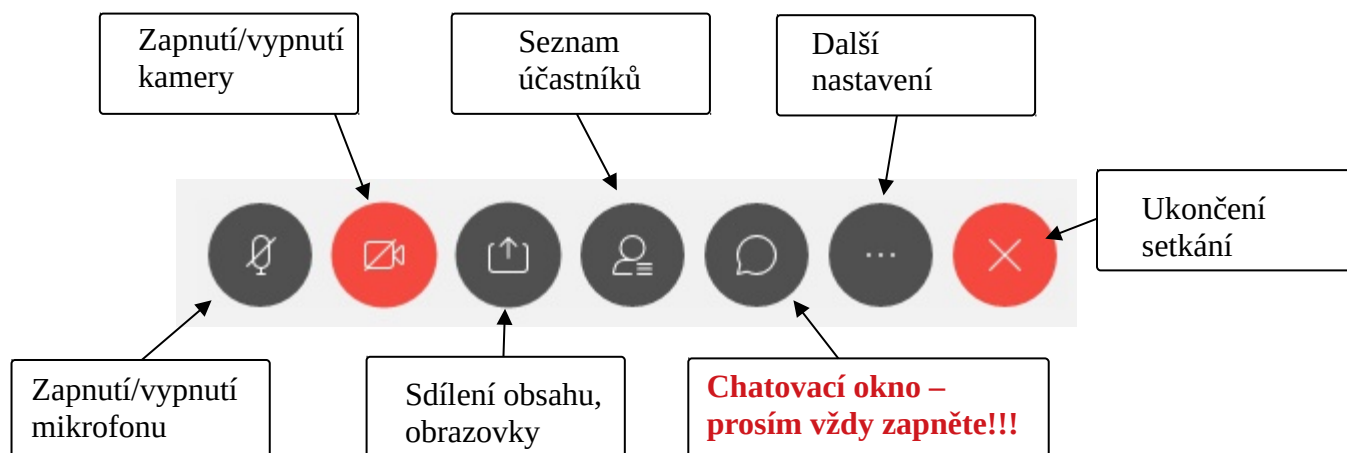 Zapnutí/vypnutí
kamery
Seznam
účastníků
Další
nastavení
Ukončení
setkání
Zapnutí/vypnutí
mikrofonu
Sdílení obsahu,
obrazovky
Chatovací okno –
prosím vždy zapněte!!!